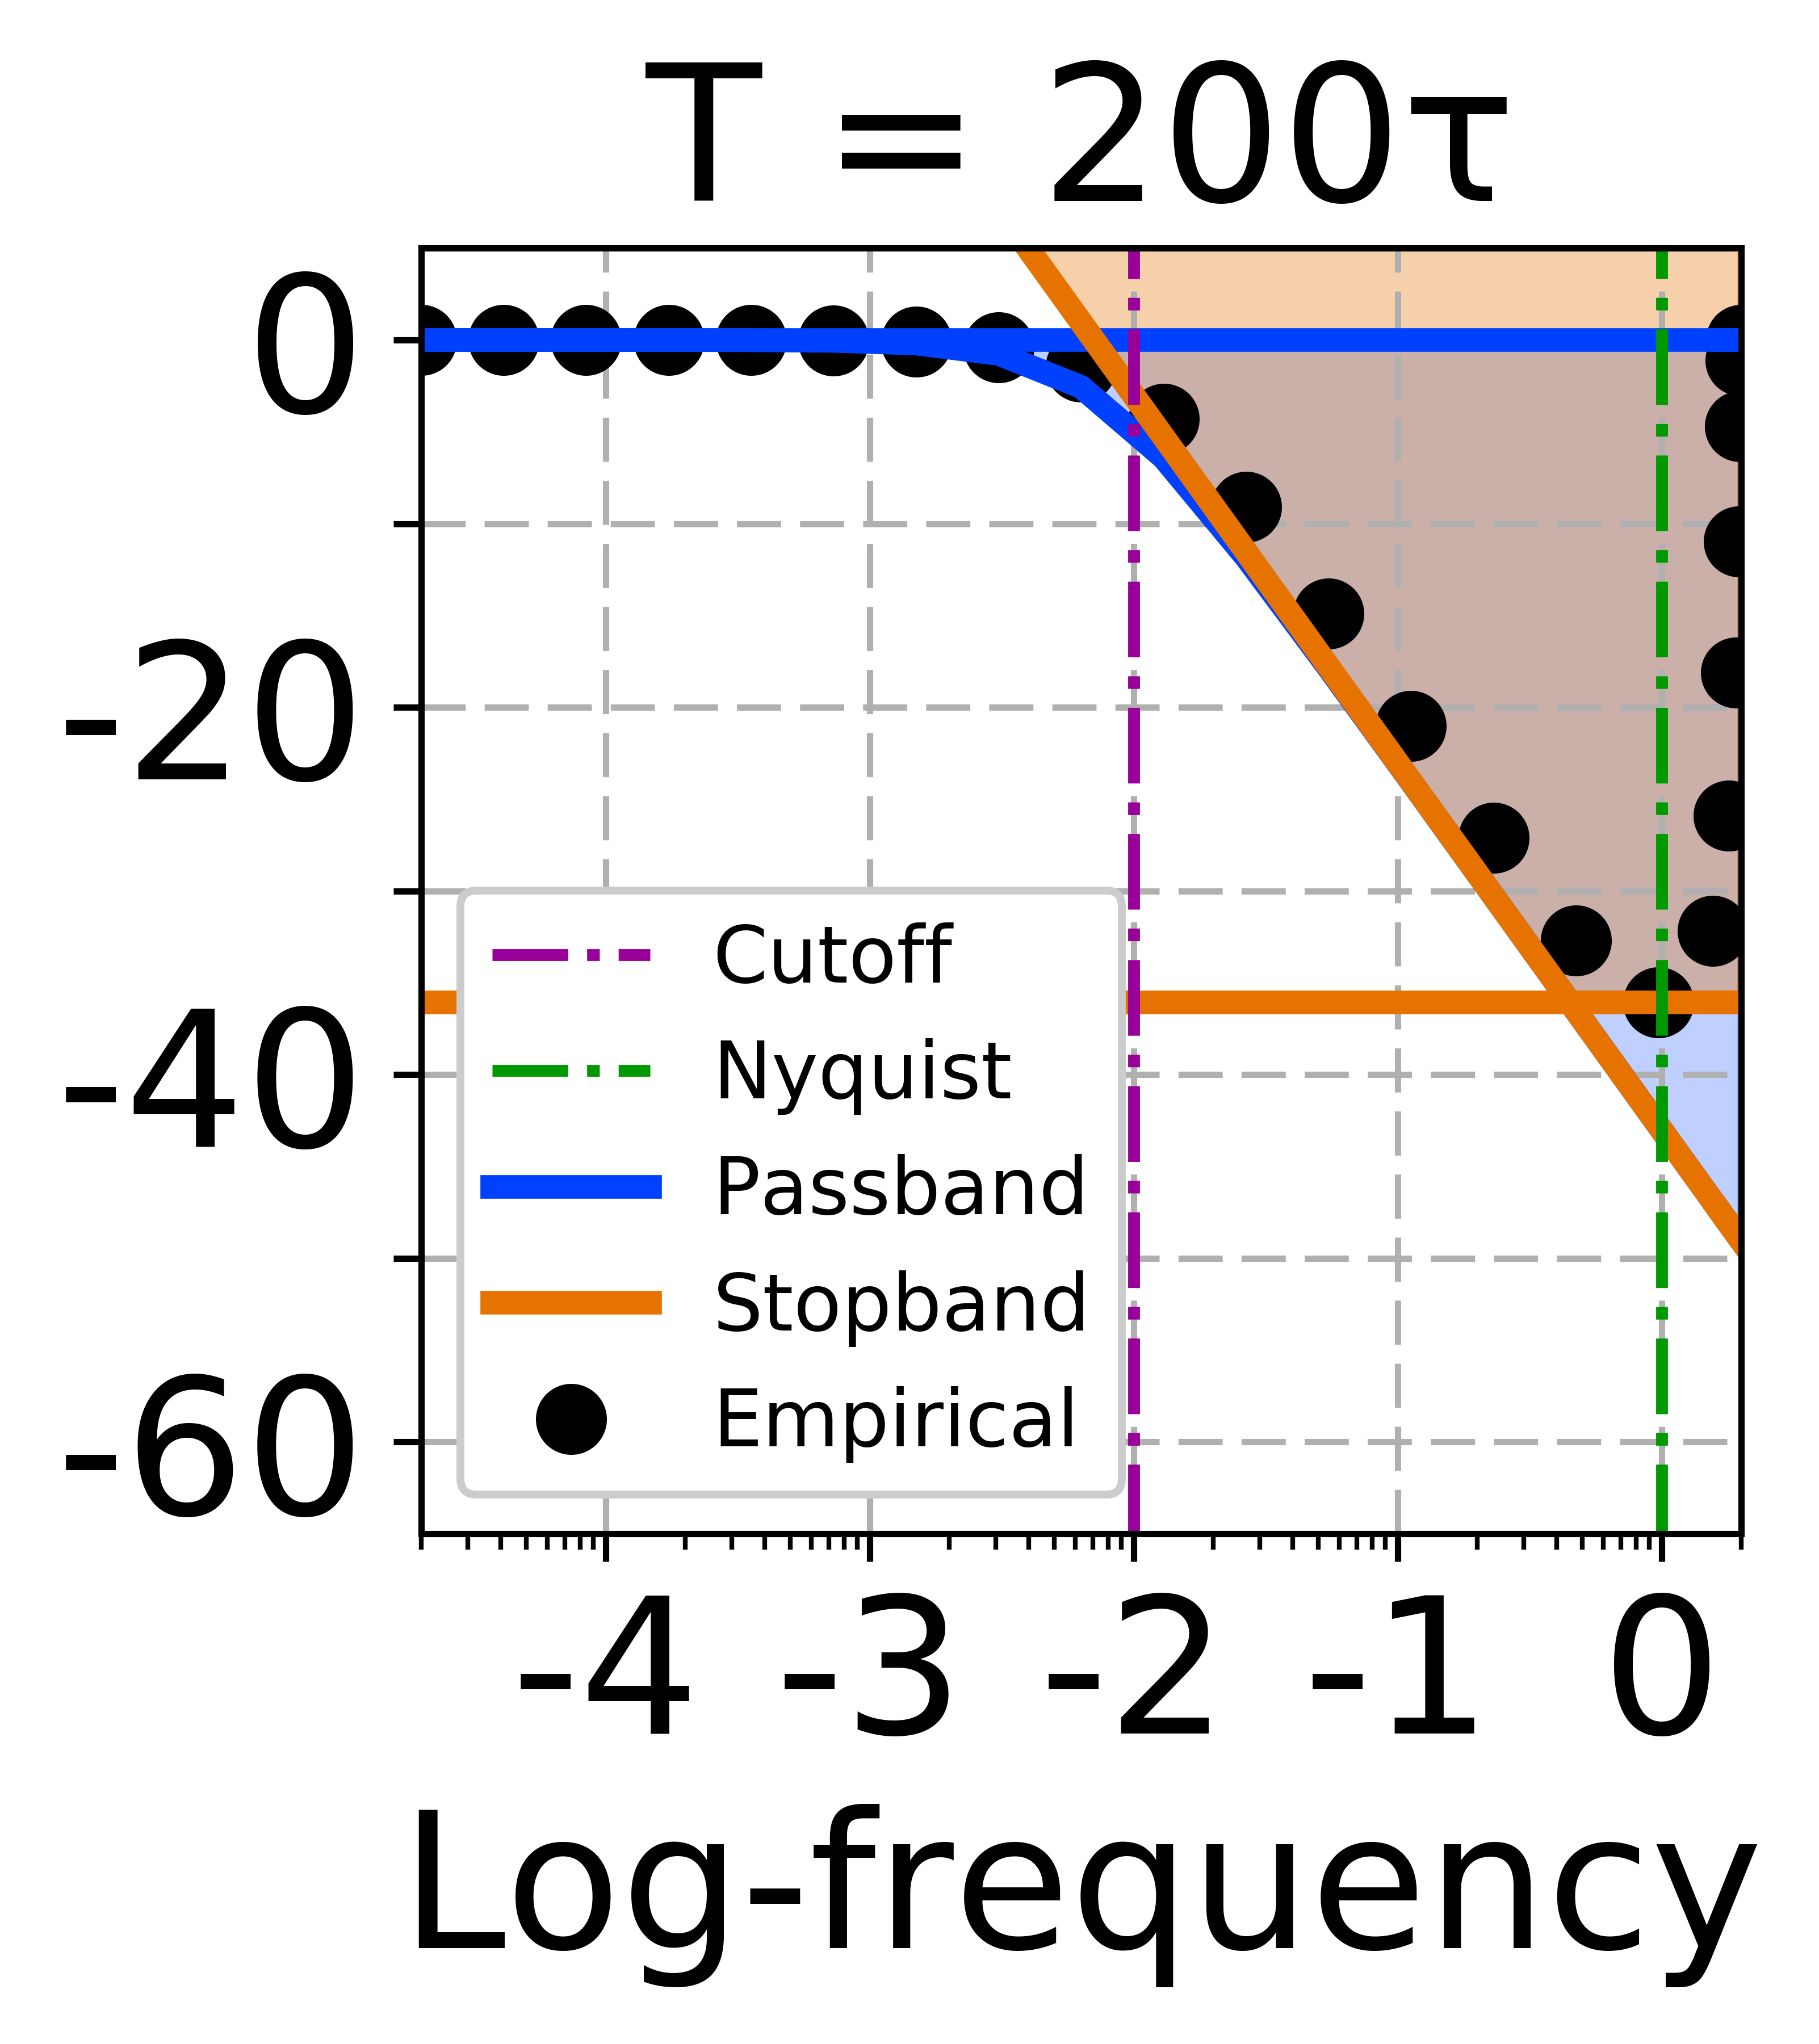 T = 200τ
0
-20
-40
-60
Cutoff
Nyquist
Passband
Stopband
Empirical
-4 -3 -2 -1 0
Log-frequency